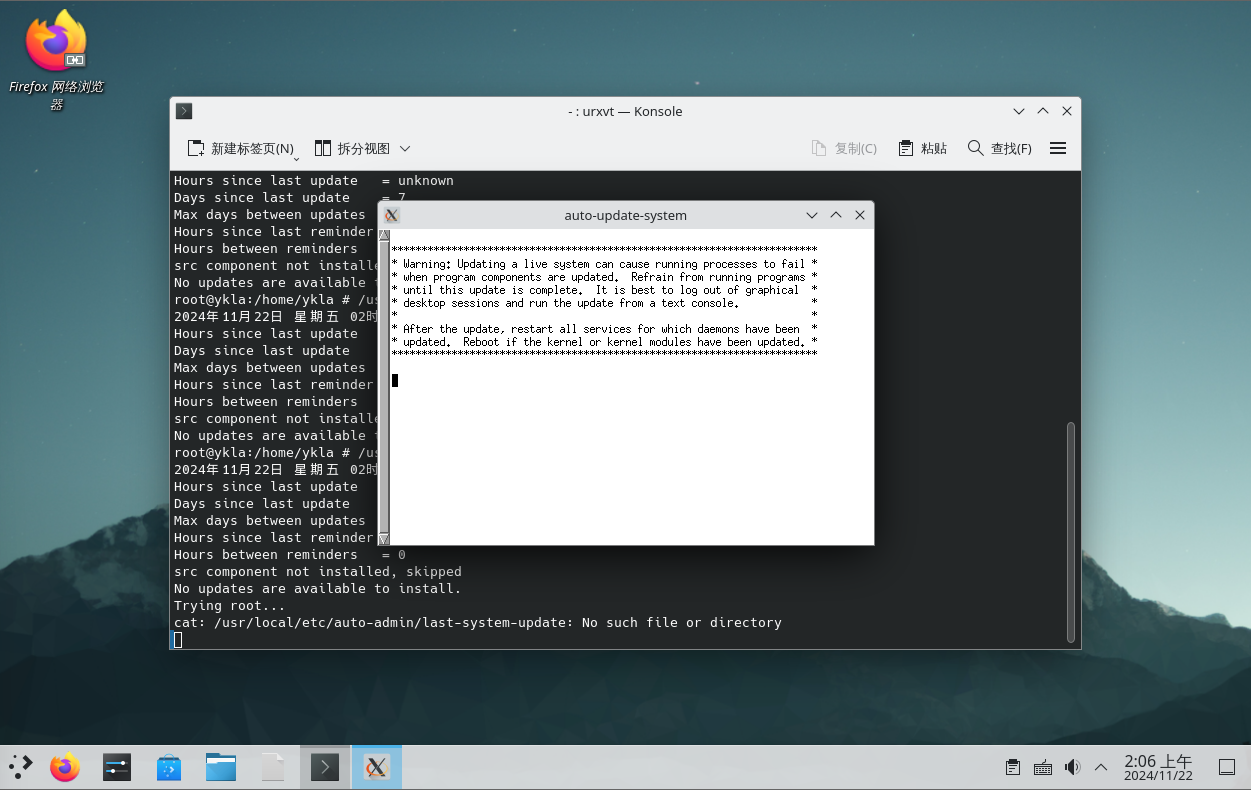 Firefox 网络浏览
器
- : urxvt — Konsole
新建标签页(N) 拆分视图 复制(C) 粘贴 查找(F)
Hours since last update   = unknown
Days since last update    = 7
Max days between updates
Hours since last reminder
Hours between reminders
src component not installe
No updates are available
root@ykla:/home/ykla # /us
2024年11月22日 星期五 02时
Hours since last update
Days since last update
Max days between updates
Hours since last reminder
Hours between reminders
src component not installe
No updates are available
root@ykla:/home/ykla # /us
2024年11月22日 星期五 02时
Hours since last update
Days since last update
Max days between updates
Hours since last reminder
Hours between reminders   = 0
src component not installed, skipped
No updates are available to install.
Trying root...
cat: /usr/local/etc/auto-admin/last-system-update: No such file or directory
auto-update-system
***********************************************************************
* Warning: Updating a live system can cause running processes to fail *
* when program components are updated.  Refrain from running programs *
* until this update is complete.  It is best to log out of graphical  *
* desktop sessions and run the update from a text console.            *
*                                                                     *
* After the update, restart all services for which daemons have been  *
* updated.  Reboot if the kernel or kernel modules have been updated. *
***********************************************************************
2:06 上午
2024/11/22